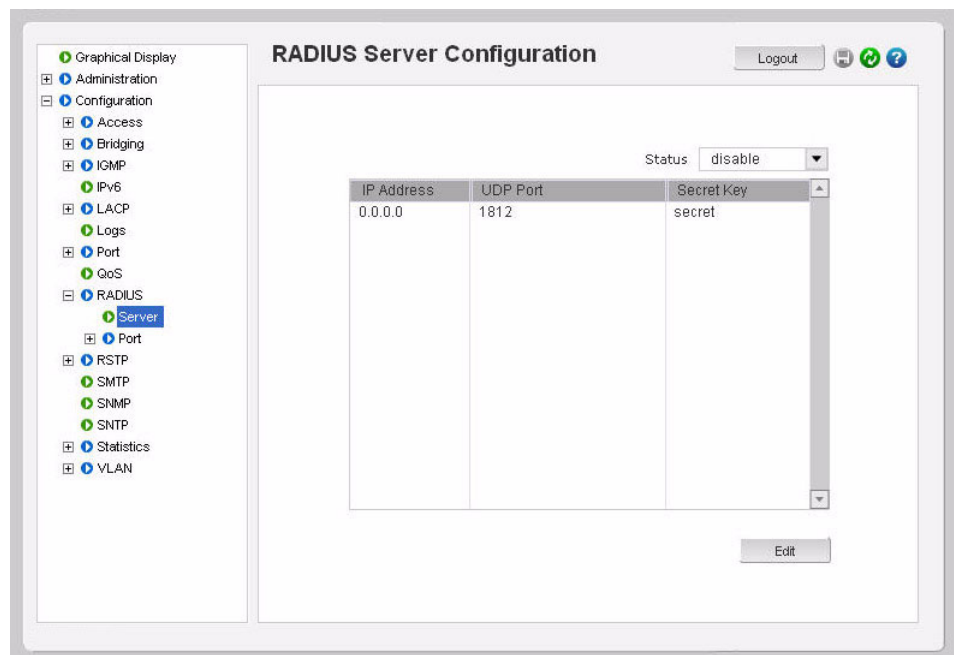 RADIUS Server Configuration
Logout
?
Graphical Display
Administration
Configuration
Access
Bridging
IGMP
IPv6
LACP
Logs
Port
QoS
RADIUS
Server
Port
RSTP
SMTP
SNMP
SNTP
Statistics
VLAN
Status disable
IP Address UDP Port Secret Key
0.0.0.0 1812 secret
Edit